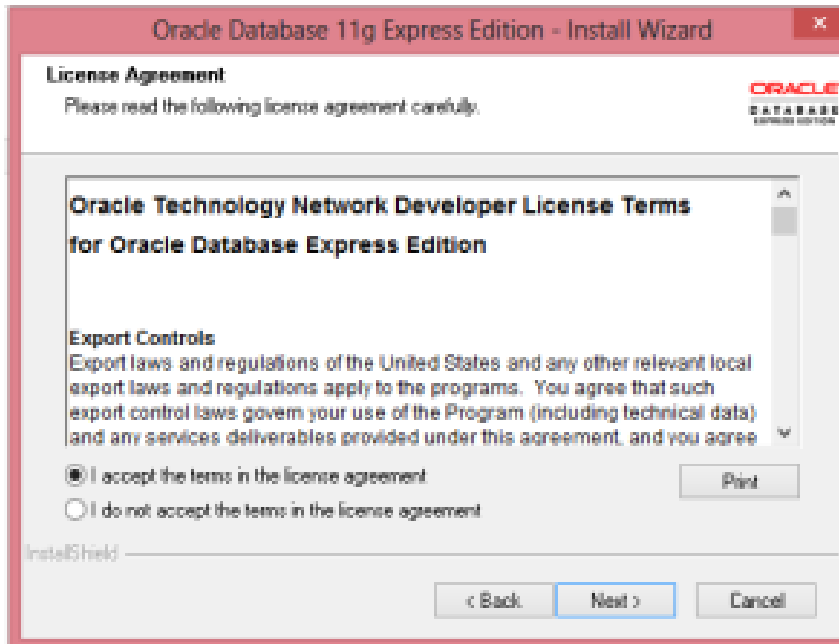 Oracle Database 11g Express Edition - Install Wizard
License Agreement
Please read the following license agreement carefully.
ORACLE
DATABASE
EXPRESS EDITION
Oracle Technology Network Developer License Terms
for Oracle Database Express Edition
Export Controls
Export laws and regulations of the United States and any other relevant local
export laws and regulations apply to the programs. You agree that such
export control laws govern your use of the Program (including technical data)
and any services deliverables provided under this agreement, and you agree
I accept the terms in the license agreement
Print
I do not accept the terms in the license agreement
InstallShield
< Back
Next >
Cancel